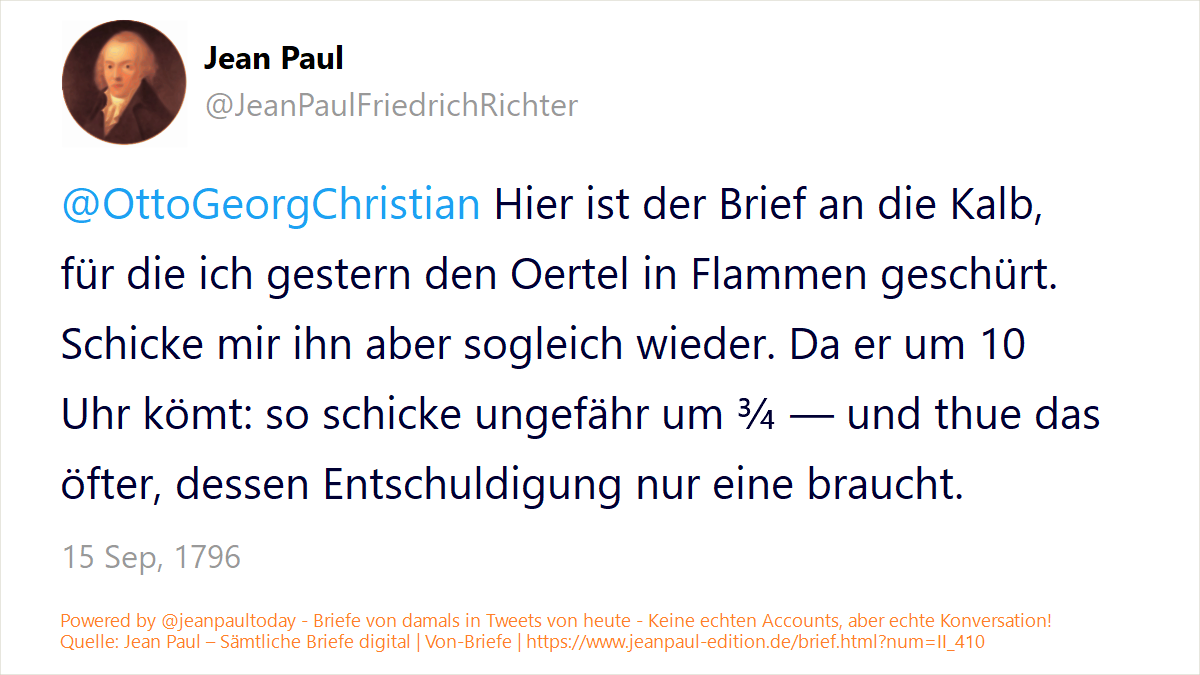 Jean Paul
@JeanPaulFriedrichRichter
@OttoGeorgChristian Hier ist der Brief an die Kalb,
für die ich gestern den Oertel in Flammen geschürt.
Schicke mir ihn aber sogleich wieder. Da er um 10
Uhr kömt: so schicke ungefähr um ¾ — und thue das
öfter, dessen Entschuldigung nur eine braucht.
15 Sep, 1796
Powered by @jeanpaultoday - Briefe von damals in Tweets von heute - Keine echten Accounts, aber echte Konversation!
Quelle: Jean Paul – Sämtliche Briefe digital | Von-Briefe | https://www.jeanpaul-edition.de/brief.html?num=II_410